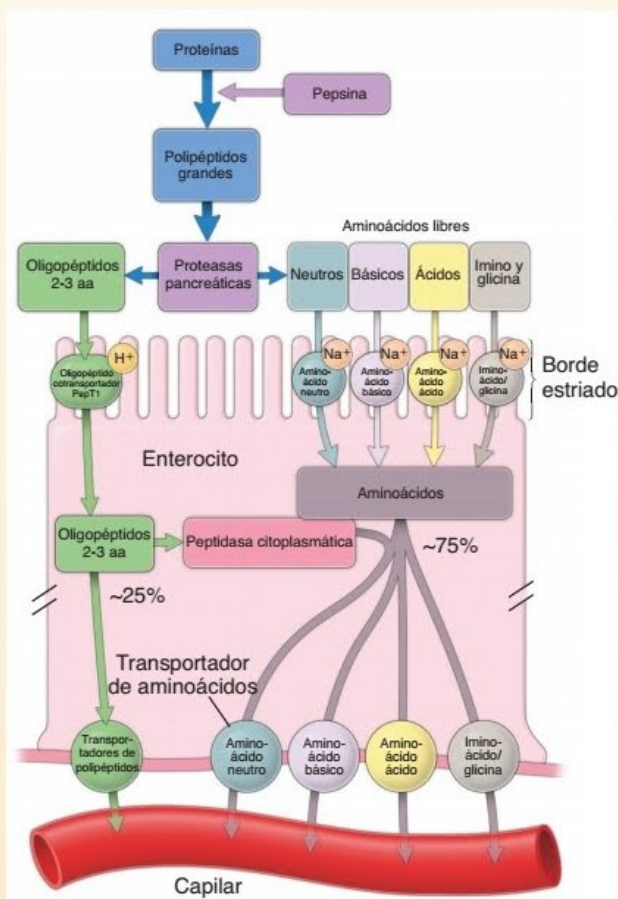 Proteínas
Pepsina
Polipéptidos
grandes
Aminoácidos libres
Oligopéptidos
2-3 aa
Proteasas
pancreáticas
Neutros
Básicos
Ácidos
Imino y
glicina
H+
Oligopéptido
cotransportador
PepT1
Na+
Amino-
ácido
neutro
Na+
Amino-
ácido
básico
Na+
Amino-
ácido
ácido
Na+
Imino-
ácido/
glicina
Borde
estriado
Enterocito
Aminoácidos
Oligopéptidos
2-3 aa
Peptidasa citoplasmática
~75%
~25%
Transportador
de aminoácidos
Transpor-
tadores de
polipéptidos
Amino-
ácido
neutro
Amino-
ácido
básico
Amino-
ácido
ácido
Imino-
ácido/
glicina
Capilar